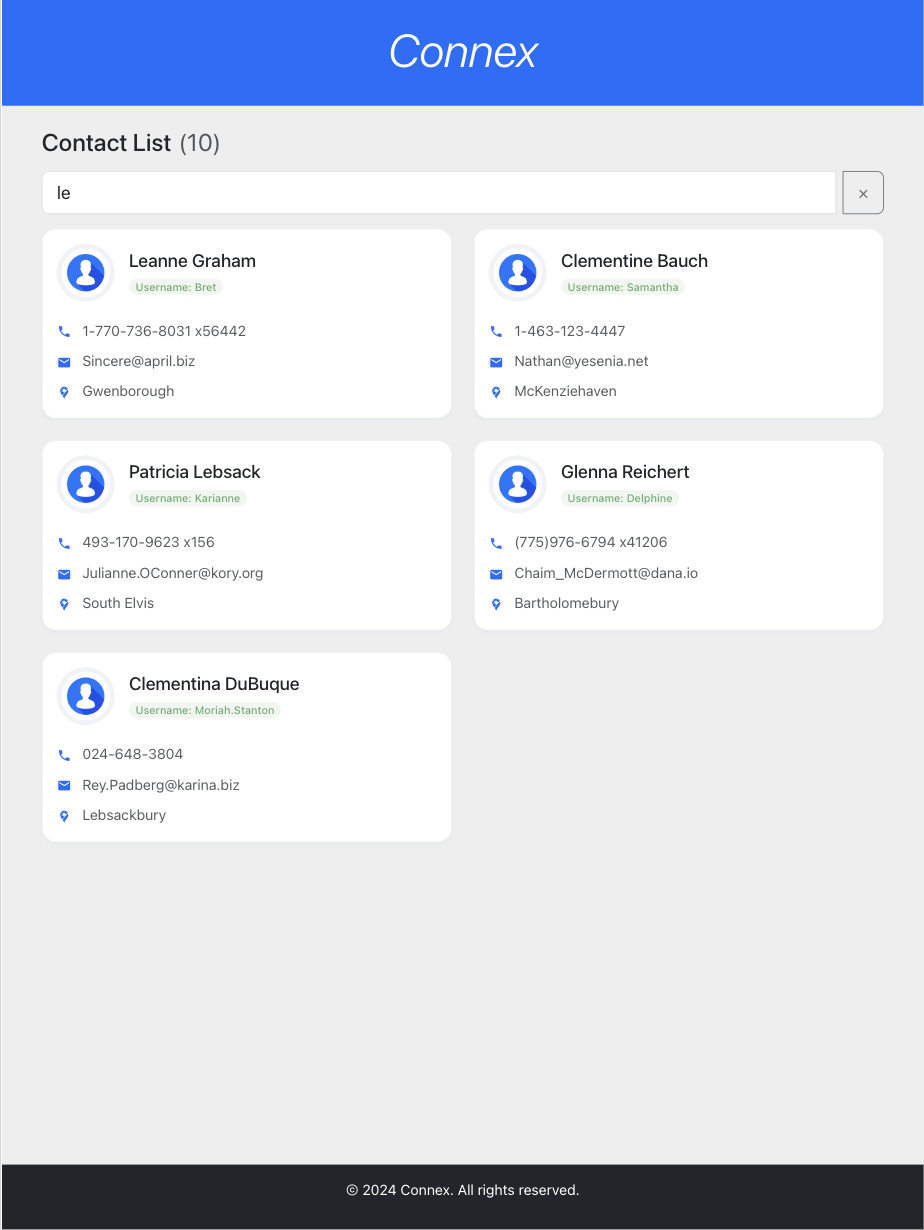 Connex
Contact List (10)
le
×
Leanne Graham
Username: Bret
1-770-736-8031 x56442
Sincere@april.biz
Gwenborough
Clementine Bauch
Username: Samantha
1-463-123-4447
Nathan@yesenia.net
McKenziehaven
Patricia Lebsack
Username: Karianne
493-170-9623 x156
Julianne.OConner@kory.org
South Elvis
Glenna Reichert
Username: Delphine
(775)976-6794 x41206
Chaim_McDermott@dana.io
Bartholomebury
Clementina DuBuque
Username: Moriah.Stanton
024-648-3804
Rey.Padberg@karina.biz
Lebsackbury
© 2024 Connex. All rights reserved.